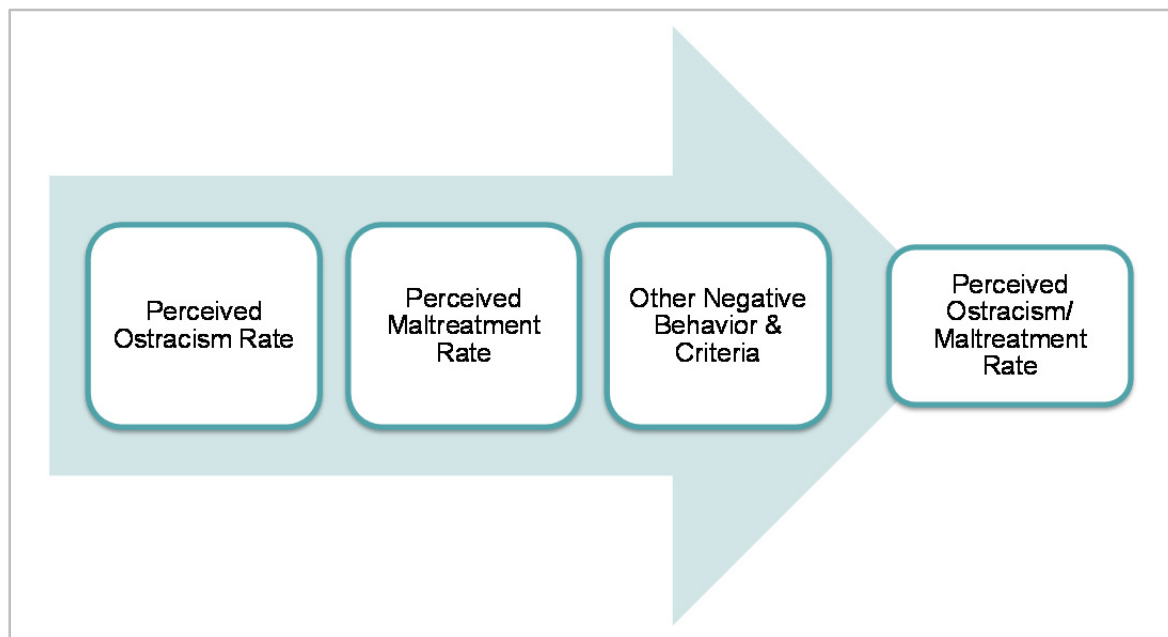 Perceived
Ostracism Rate
Perceived
Maltreatment
Rate
Other Negative
Behavior &
Criteria
Perceived
Ostracism/
Maltreatment
Rate